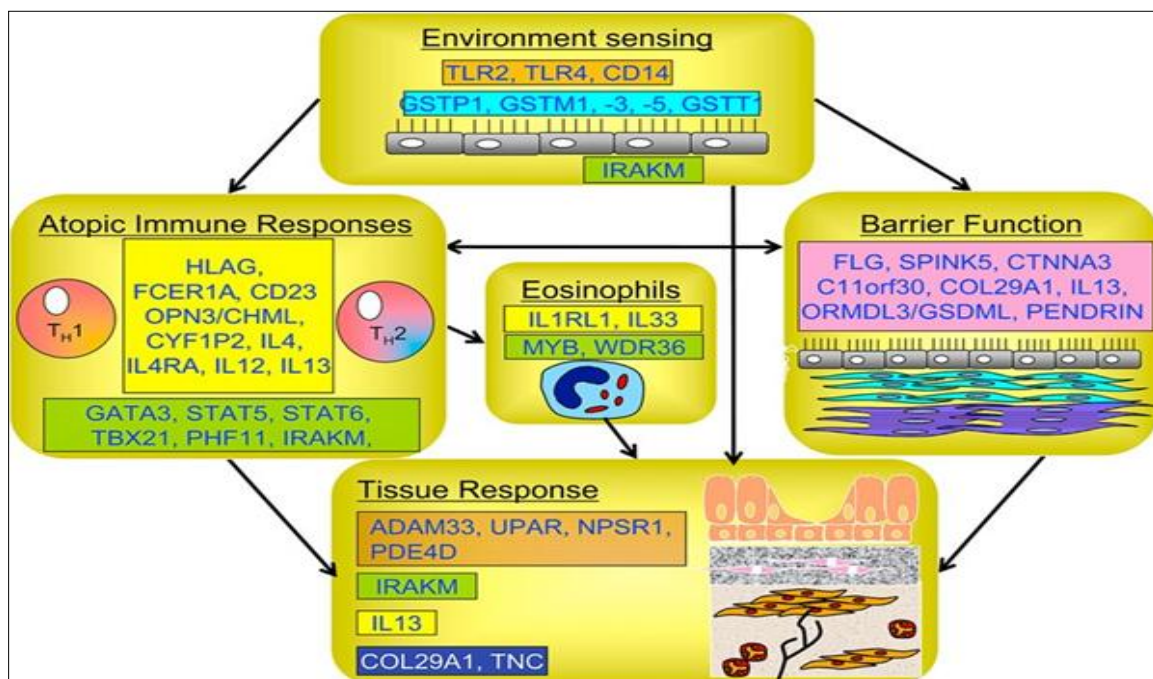 Environment sensing
TLR2, TLR4, CD14
GSTP1, GSTM1, -3, -5, GSTT1
IRAKM
Atopic Immune Responses
HLAG,
FCER1A, CD23
OPN3/CHML,
CYF1P2, IL4,
IL4RA, IL12, IL13
TH1
TH2
GATA3, STAT5, STAT6,
TBX21, PHF11, IRAKM,
Eosinophils
IL1RL1, IL33
MYB, WDR36
Barrier Function
FLG, SPINK5, CTNNA3
C11orf30, COL29A1, IL13,
ORMDL3/GSDML, PENDRIN
Tissue Response
ADAM33, UPAR, NPSR1,
PDE4D
IRAKM
IL13
COL29A1, TNC